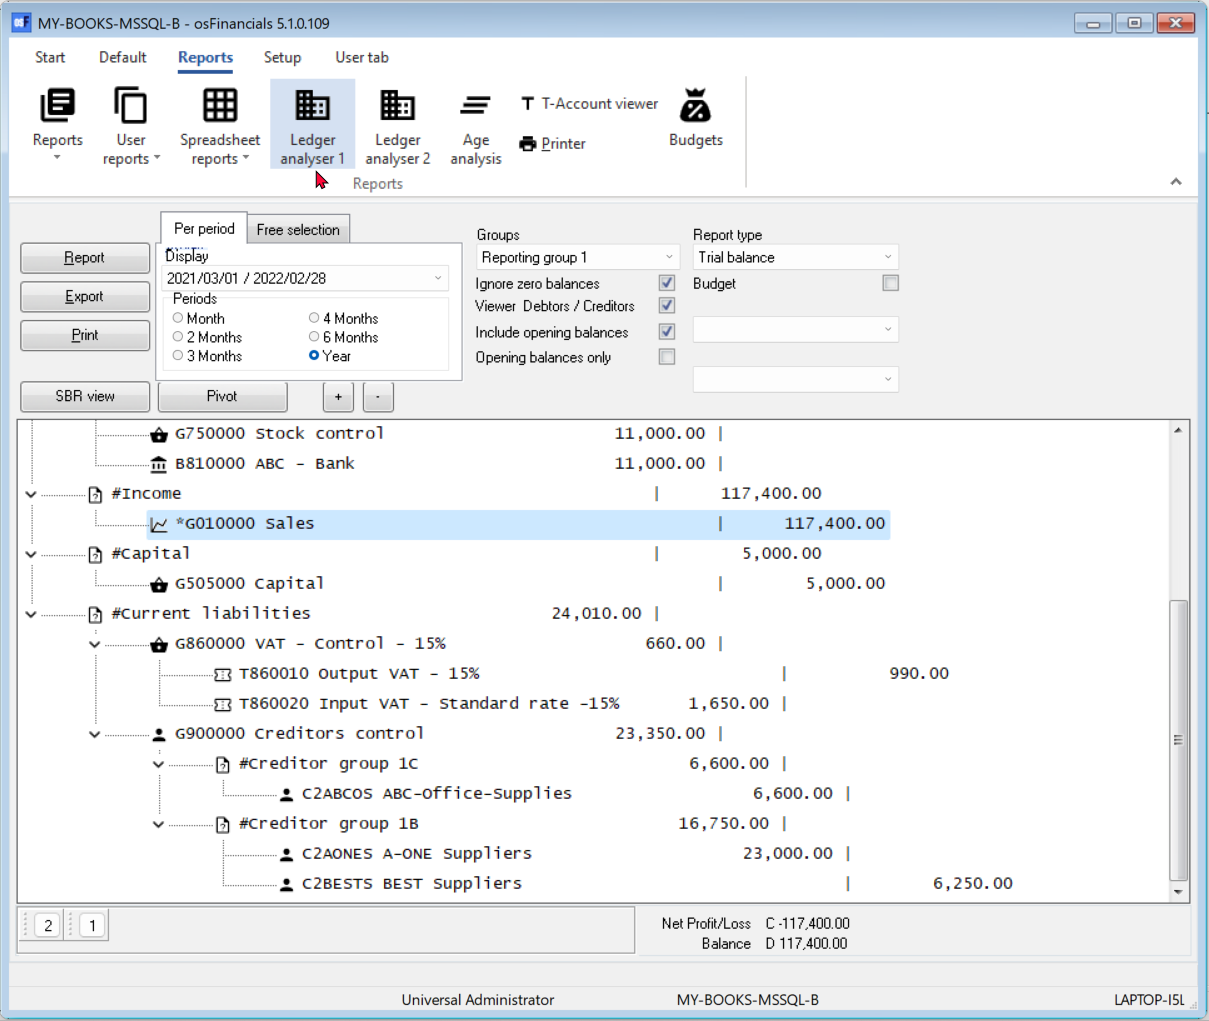 osF MY-BOOKS-MSSQL-B - osFinancials 5.1.0.109
Start Default Reports Setup User tab
Reports
User reports
Spreadsheet reports
Ledger analyser 1
Ledger analyser 2
Age analysis
T T-Account viewer
Printer
Budgets
Reports
Per period Free selection
Report
Export
Print
SBR view
Pivot
+
-
Display
2021/03/01 / 2022/02/28
Periods
Month 4 Months
2 Months 6 Months
3 Months Year
Groups
Reporting group 1
Ignore zero balances
Viewer Debtors / Creditors
Include opening balances
Opening balances only
Report type
Trial balance
Budget
G750000 Stock control 11,000.00 |
B810000 ABC - Bank 11,000.00 |
#Income | 117,400.00
*G010000 Sales | 117,400.00
#Capital | 5,000.00
G505000 Capital | 5,000.00
#Current liabilities 24,010.00 |
G860000 VAT - Control - 15% 660.00 |
T860010 Output VAT - 15% | 990.00
T860020 Input VAT - Standard rate -15% 1,650.00 |
G900000 Creditors control 23,350.00 |
#Creditor group 1C 6,600.00 |
C2ABCOS ABC-Office-Supplies 6,600.00 |
#Creditor group 1B 16,750.00 |
C2AONES A-ONE Suppliers 23,000.00 |
C2BESTS BEST Suppliers | 6,250.00
2 1
Net Profit/Loss C -117,400.00
Balance D 117,400.00
Universal Administrator MY-BOOKS-MSSQL-B LAPTOP-I5L